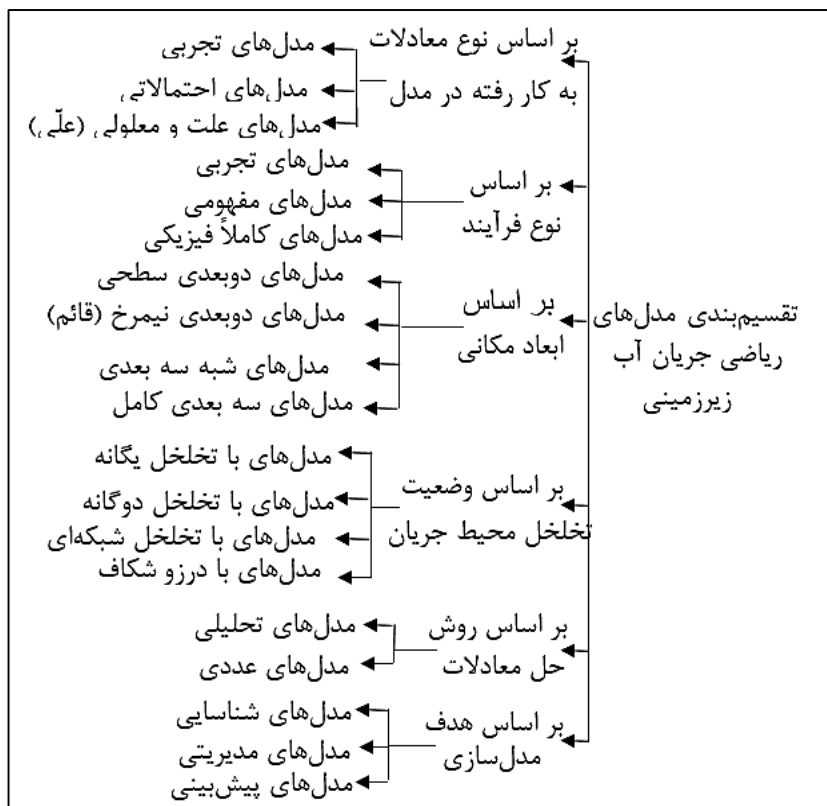 تقسیم‌بندی مدل‌های
ریاضی جریان آب
زیرزمینی
بر اساس نوع معادلات
به کار رفته در مدل
مدل‌های تجربی
مدل‌های احتمالاتی
مدل‌های علت و معلولی (علّی)
بر اساس
نوع فرآیند
مدل‌های تجربی
مدل‌های مفهومی
مدل‌های کاملاً فیزیکی
بر اساس
ابعاد مکانی
مدل‌های دوبعدی سطحی
مدل‌های دوبعدی نیمرخ (قائم)
مدل‌های شبه سه بعدی
مدل‌های سه بعدی کامل
بر اساس وضعیت
تخلخل محیط جریان
مدل‌های با تخلخل یگانه
مدل‌های با تخلخل دوگانه
مدل‌های با تخلخل شبکه‌ای
مدل‌های با درزو شکاف
بر اساس روش
حل معادلات
مدل‌های تحلیلی
مدل‌های عددی
بر اساس هدف
مدل‌سازی
مدل‌های شناسایی
مدل‌های مدیریتی
مدل‌های پیش‌بینی